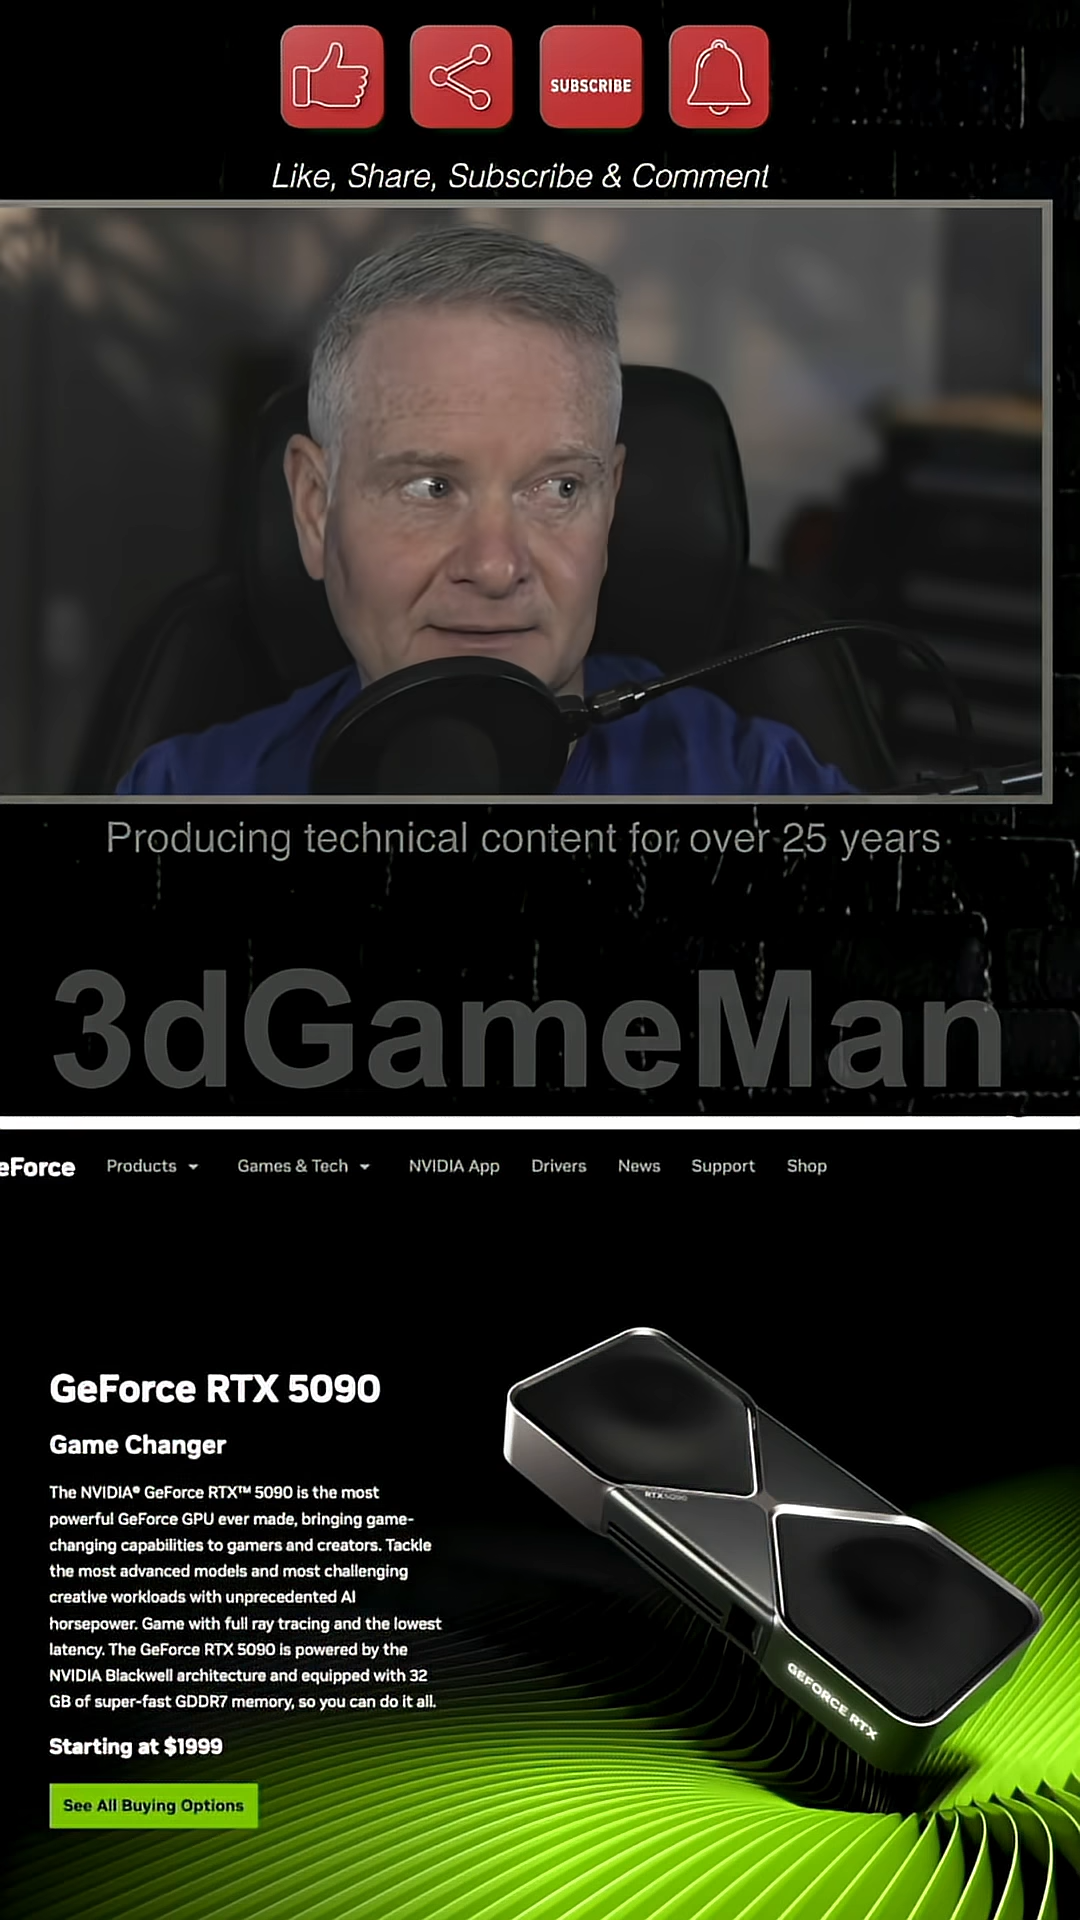 SUBSCRIBE
Like, Share, Subscribe & Comment
Producing technical content for over 25 years
3dGameMan
eForce Products Games & Tech NVIDIA App Drivers News Support Shop
GeForce RTX 5090
Game Changer
The NVIDIA® GeForce RTX™ 5090 is the most
powerful GeForce GPU ever made, bringing game-
changing capabilities to gamers and creators. Tackle
the most advanced models and most challenging
creative workloads with unprecedented AI
horsepower. Game with full ray tracing and the lowest
latency. The GeForce RTX 5090 is powered by the
NVIDIA Blackwell architecture and equipped with 32
GB of super-fast GDDR7 memory, so you can do it all.
Starting at $1999
See All Buying Options
RTX 5090
GEFORCE RTX